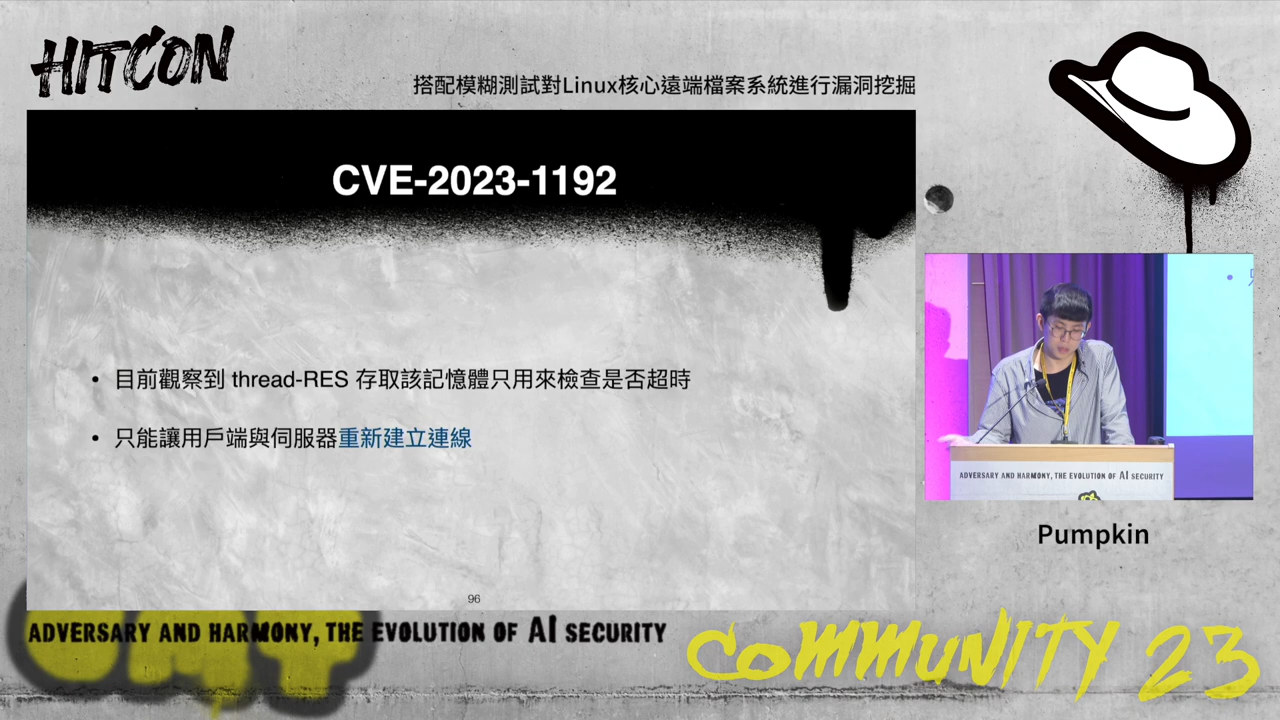 HITCON
搭配模糊測試對Linux核心遠端檔案系統進行漏洞挖掘
CVE-2023-1192
• 目前觀察到 thread-RES 存取該記憶體只用來檢查是否超時
• 只能讓用戶端與伺服器重新建立連線
96
ADVERSARY AND HARMONY, THE EVOLUTION OF AI SECURITY
Pumpkin
ADVERSARY AND HARMONY, THE EVOLUTION OF AI SECURITY
COMMUNITY 23